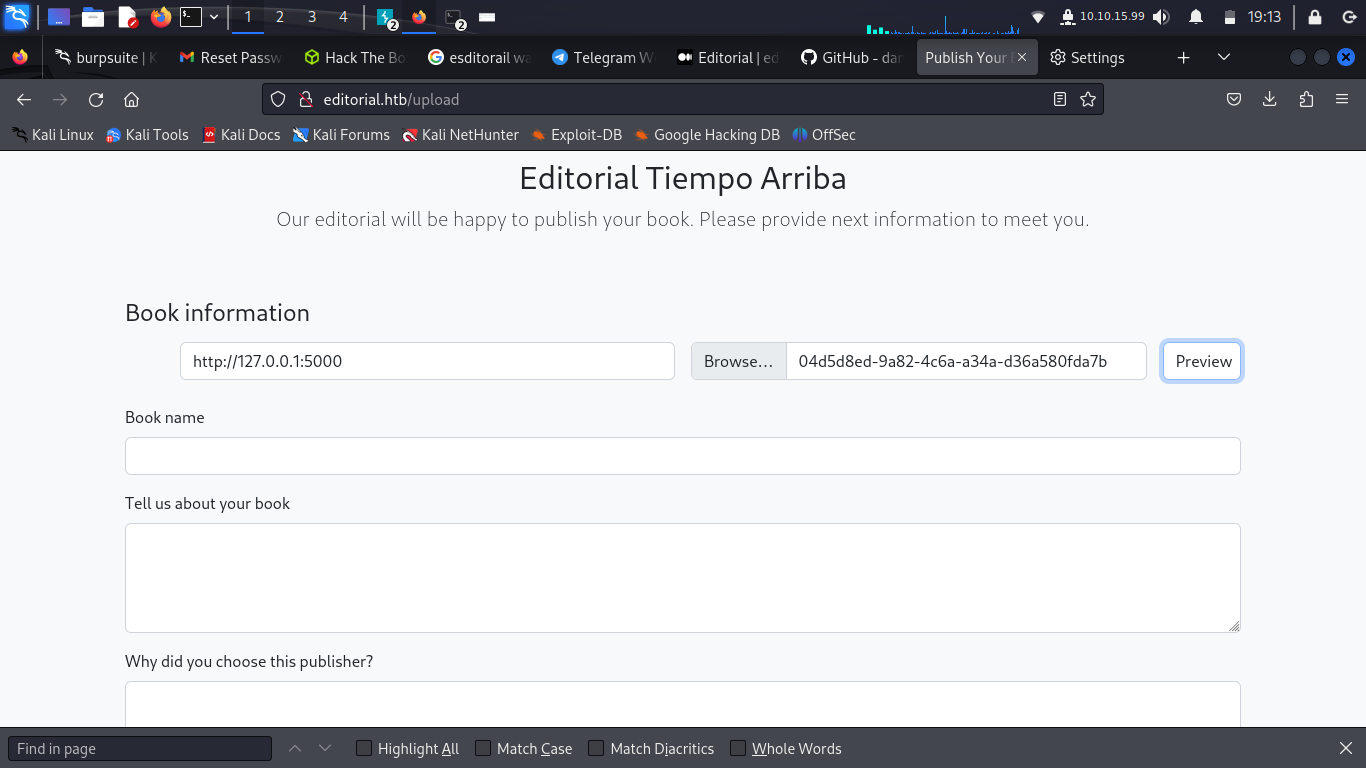 1 2 3 4 2 2 10.10.15.99 19:13
burpsuite | K Reset Passw Hack The Bo esditorail wa Telegram W Editorial | ed GitHub - dan Publish Your E Settings
editorial.htb/upload
Kali Linux Kali Tools Kali Docs Kali Forums Kali NetHunter Exploit-DB Google Hacking DB OffSec
Editorial Tiempo Arriba
Our editorial will be happy to publish your book. Please provide next information to meet you.
Book information
http://127.0.0.1:5000 Browse... 04d5d8ed-9a82-4c6a-a34a-d36a580fda7b Preview
Book name
Tell us about your book
Why did you choose this publisher?
Find in page Highlight All Match Case Match Diacritics Whole Words